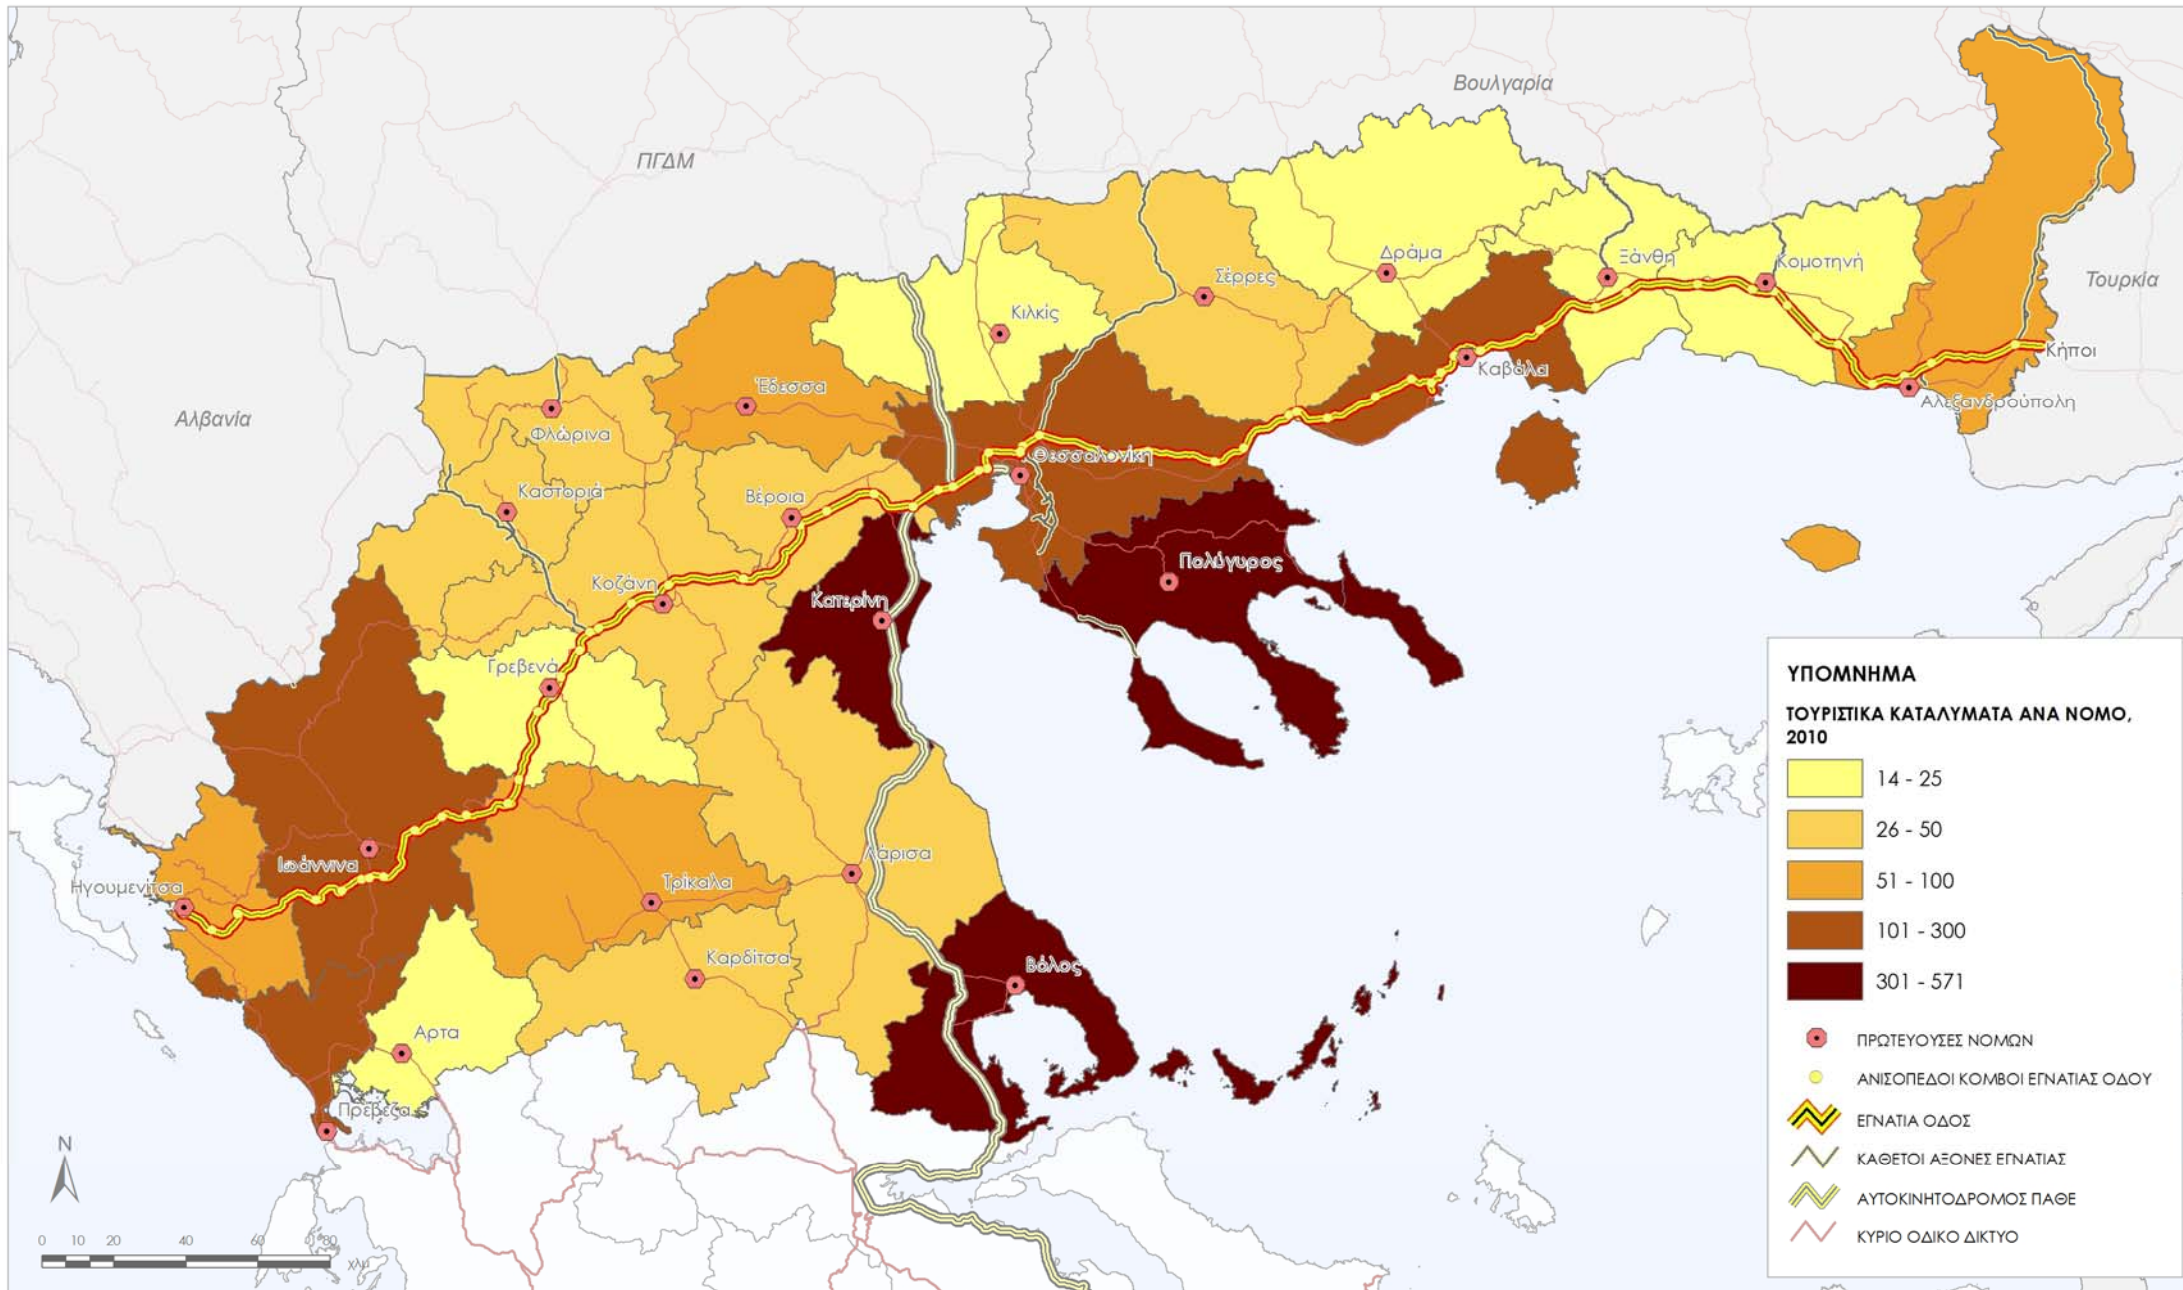 Βουλγαρία
ΠΓΔΜ
Τουρκία
Αλβανία
Δράμα
Ξάνθη
Κομοτηνή
Σέρρες
Κιλκίς
Κήποι
Καβάλα
Έδεσσα
Αλεξανδρούπολη
Φλώρινα
Θεσσαλονίκη
Καστοριά
Βέροια
Πολύγυρος
Κοζάνη
Κατερίνη
Γρεβενά
Λάρισα
Ιωάννινα
Τρίκαλα
Ηγουμενίτσα
Καρδίτσα
Βόλος
Άρτα
Πρέβεζα
ΥΠΟΜΝΗΜΑ
ΤΟΥΡΙΣΤΙΚΑ ΚΑΤΑΛΥΜΑΤΑ ΑΝΑ ΝΟΜΟ,
2010
14 - 25
26 - 50
51 - 100
101 - 300
301 - 571
ΠΡΩΤΕΥΟΥΣΕΣ ΝΟΜΩΝ
ΑΝΙΣΟΠΕΔΟΙ ΚΟΜΒΟΙ ΕΓΝΑΤΙΑΣ ΟΔΟΥ
ΕΓΝΑΤΙΑ ΟΔΟΣ
ΚΑΘΕΤΟΙ ΑΞΟΝΕΣ ΕΓΝΑΤΙΑΣ
ΑΥΤΟΚΙΝΗΤΟΔΡΟΜΟΣ ΠΑΘΕ
ΚΥΡΙΟ ΟΔΙΚΟ ΔΙΚΤΥΟ
N
0 10 20 40 60 80
χλμ